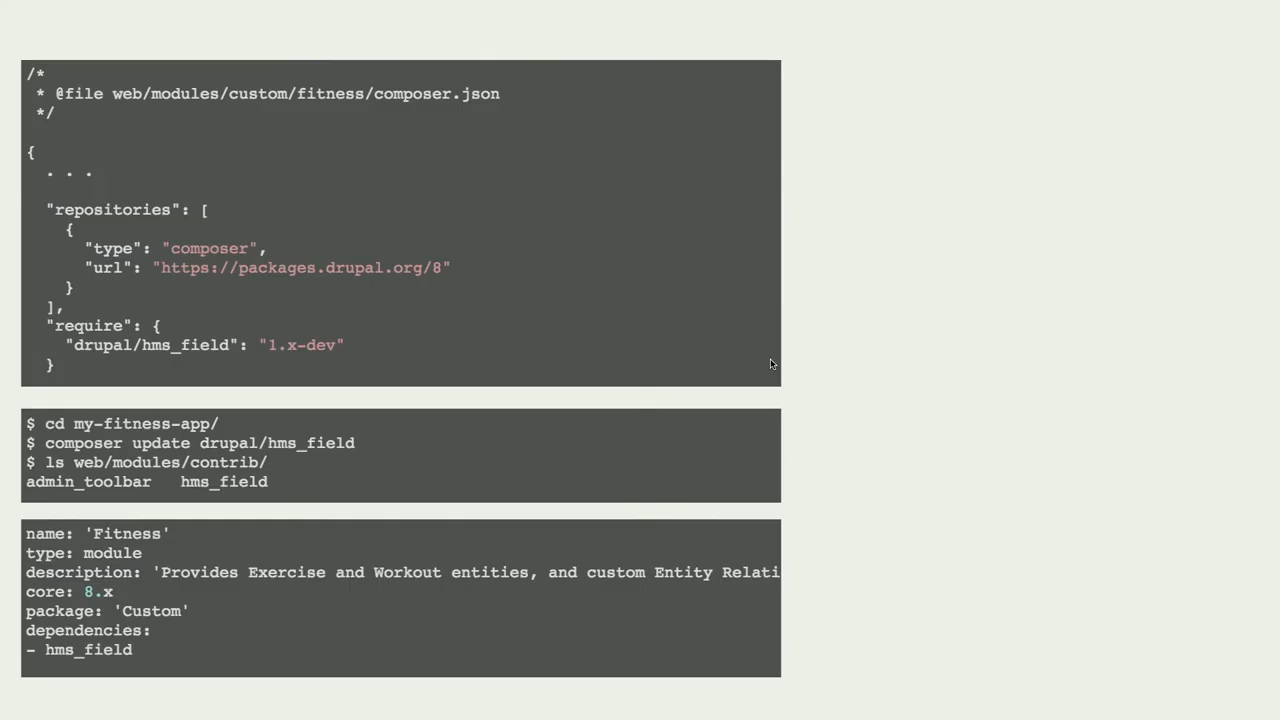 /*
* @file web/modules/custom/fitness/composer.json
*/
{
. . .
"repositories": [
{
"type": "composer",
"url": "https://packages.drupal.org/8"
}
],
"require": {
"drupal/hms_field": "1.x-dev"
}
$ cd my-fitness-app/
$ composer update drupal/hms_field
$ ls web/modules/contrib/
admin_toolbar   hms_field
name: 'Fitness'
type: module
description: 'Provides Exercise and Workout entities, and custom Entity Relati
core: 8.x
package: 'Custom'
dependencies:
- hms_field